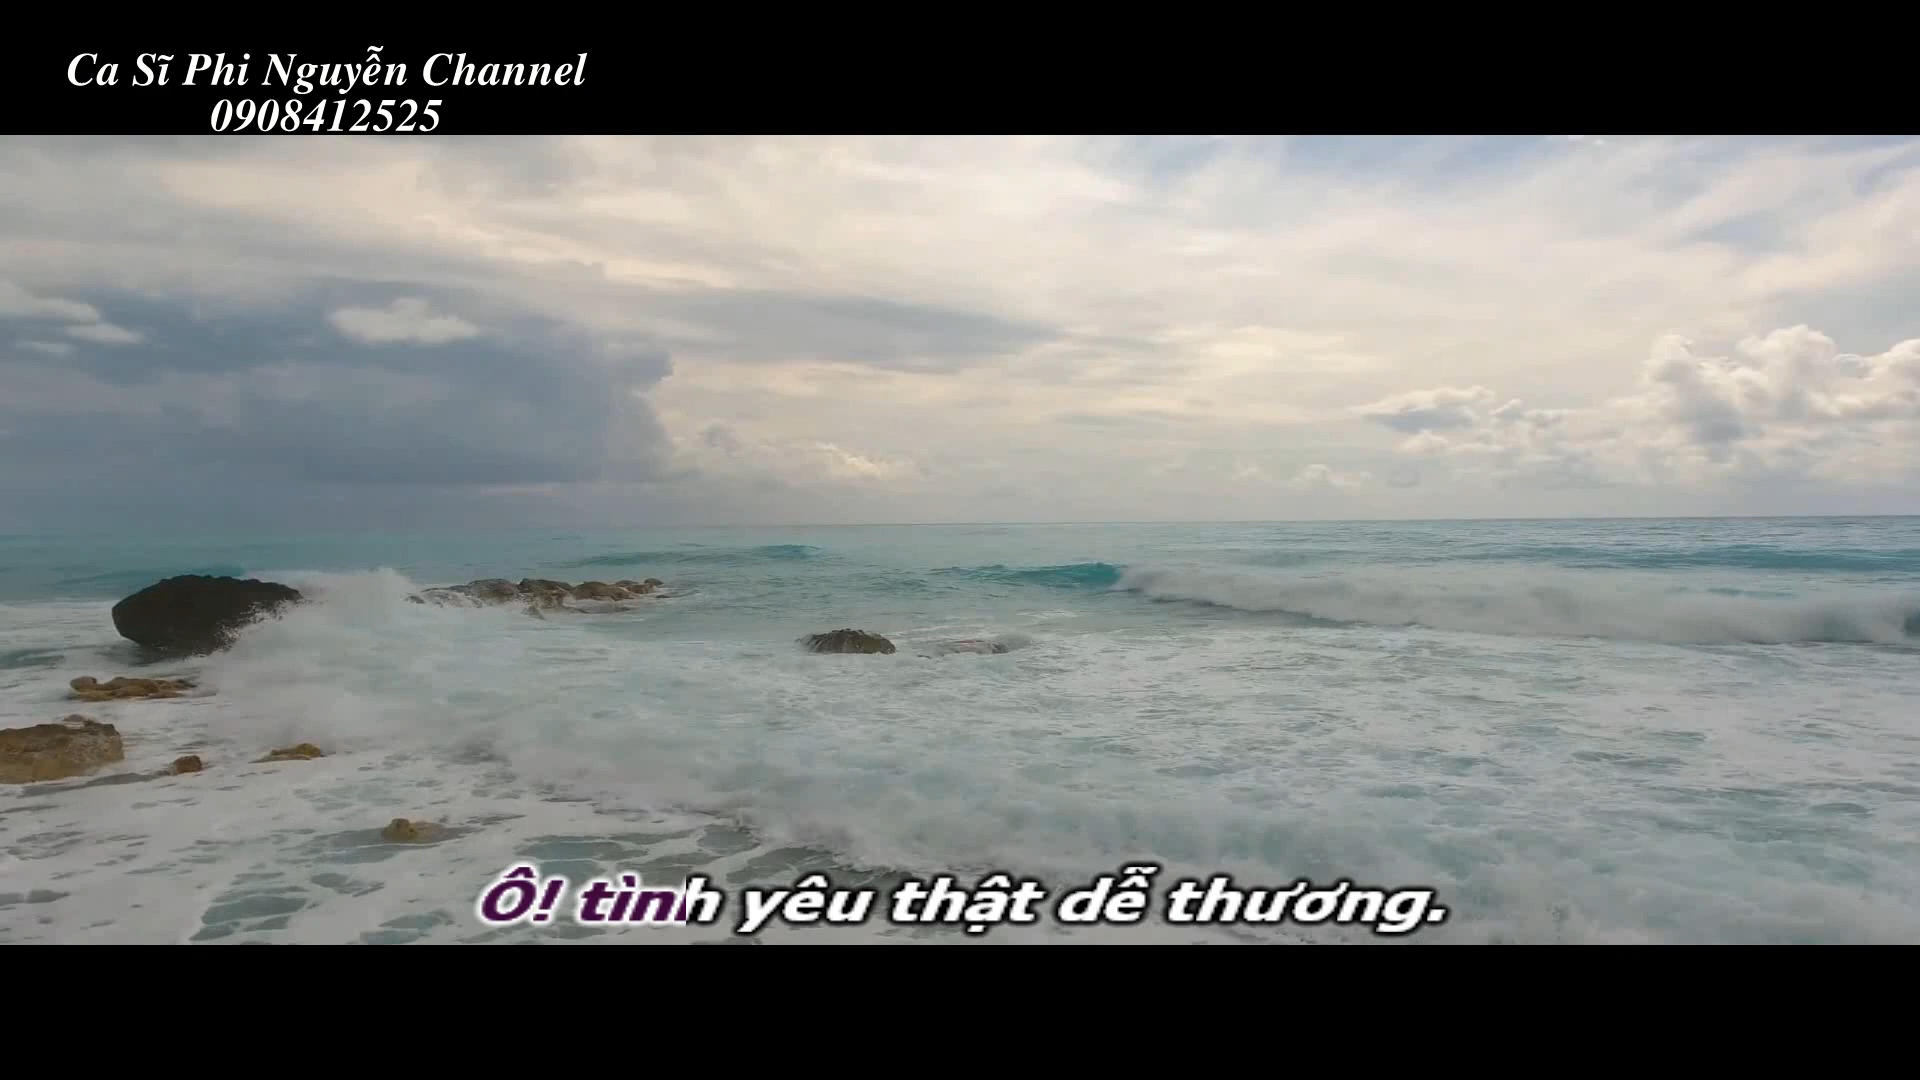 Ca Sĩ Phi Nguyễn Channel
0908412525
Ô! tình yêu thật dễ thương.